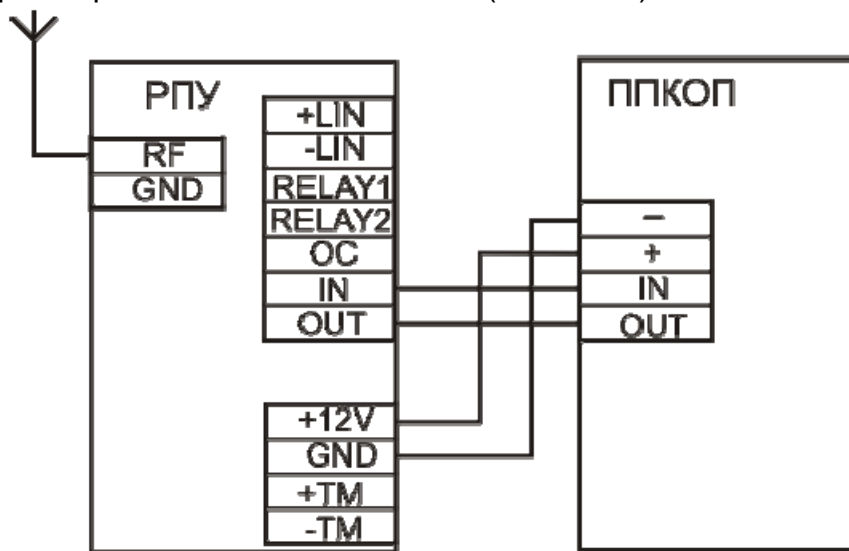 РПУ
ППКОП
+LIN
-LIN
RF
GND
RELAY1
RELAY2
OC
IN
OUT
–
+
IN
OUT
+12V
GND
+TM
-TM